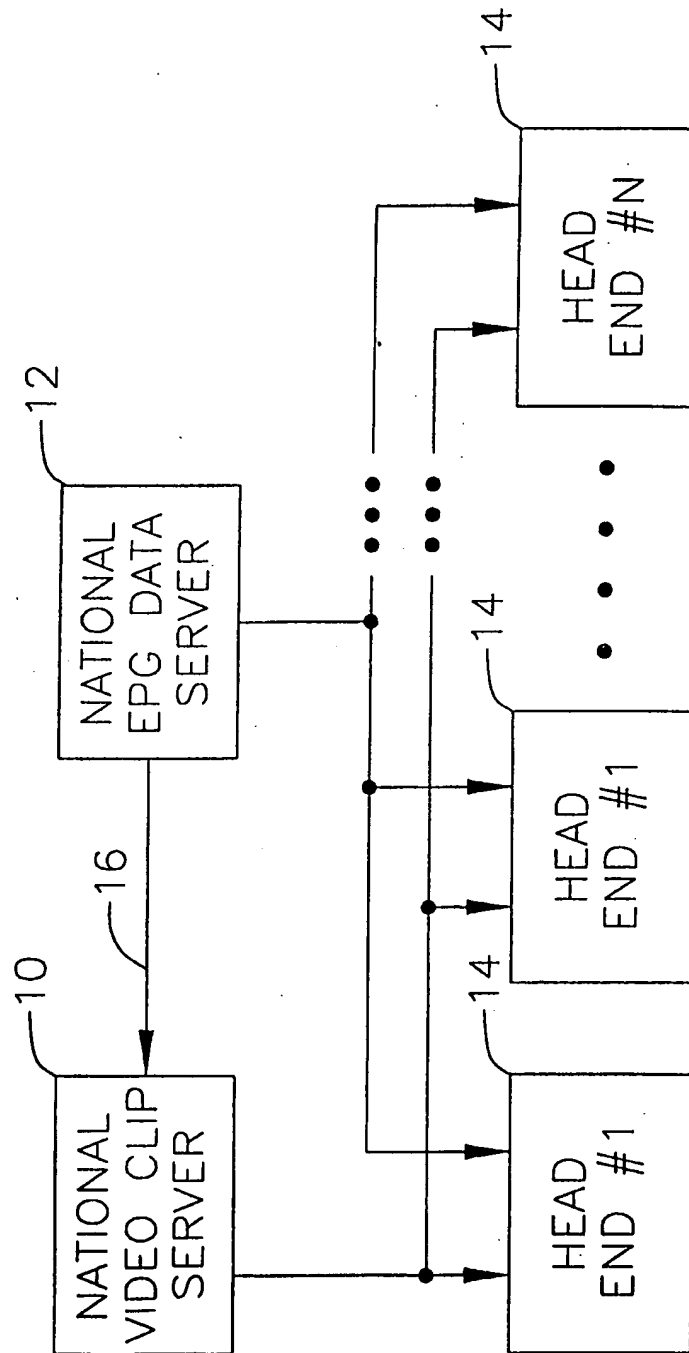 10
NATIONAL
VIDEO CLIP
SERVER
16
12
NATIONAL
EPG DATA
SERVER
14
HEAD
END #1
14
HEAD
END #1
14
HEAD
END #N